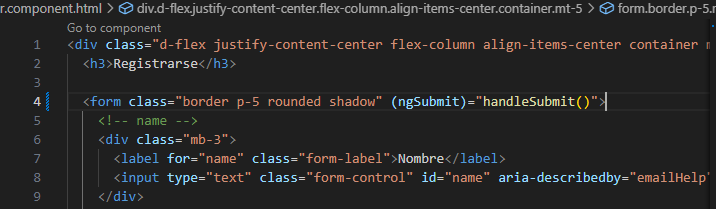 r.component.html > div.d-flex.justify-content-center.flex-column.align-items-center.container.mt-5 > form.border.p-5.r
Go to component
1 <div class="d-flex justify-content-center flex-column align-items-center container m
2 <h3>Registrarse</h3>
3
4 <form class="border p-5 rounded shadow" (ngSubmit)="handleSubmit()">
5 <!-- name -->
6 <div class="mb-3">
7 <label for="name" class="form-label">Nombre</label>
8 <input type="text" class="form-control" id="name" aria-describedby="emailHelp"
9 </div>